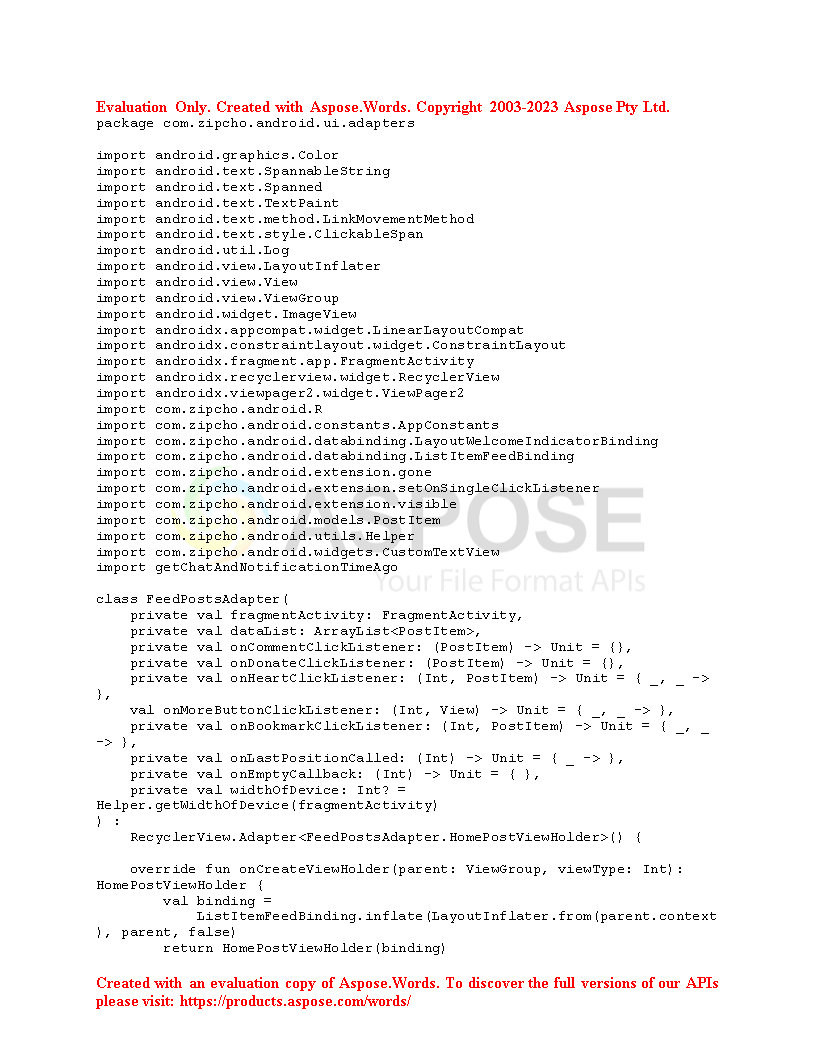 Evaluation Only. Created with Aspose.Words. Copyright 2003-2023 Aspose Pty Ltd.
package com.zipcho.android.ui.adapters
import android.graphics.Color
import android.text.SpannableString
import android.text.Spanned
import android.text.TextPaint
import android.text.method.LinkMovementMethod
import android.text.style.ClickableSpan
import android.util.Log
import android.view.LayoutInflater
import android.view.View
import android.view.ViewGroup
import android.widget.ImageView
import androidx.appcompat.widget.LinearLayoutCompat
import androidx.constraintlayout.widget.ConstraintLayout
import androidx.fragment.app.FragmentActivity
import androidx.recyclerview.widget.RecyclerView
import androidx.viewpager2.widget.ViewPager2
import com.zipcho.android.R
import com.zipcho.android.constants.AppConstants
import com.zipcho.android.databinding.LayoutWelcomeIndicatorBinding
import com.zipcho.android.databinding.ListItemFeedBinding
import com.zipcho.android.extension.gone
import com.zipcho.android.extension.setOnSingleClickListener
import com.zipcho.android.extension.visible
import com.zipcho.android.models.PostItem
import com.zipcho.android.utils.Helper
import com.zipcho.android.widgets.CustomTextView
import getChatAndNotificationTimeAgo
ASPOSE
Your File Format APIs
class FeedPostsAdapter(
    private val fragmentActivity: FragmentActivity,
    private val dataList: ArrayList<PostItem>,
    private val onCommentClickListener: (PostItem) -> Unit = {},
    private val onDonateClickListener: (PostItem) -> Unit = {},
    private val onHeartClickListener: (Int, PostItem) -> Unit = { _, _ ->
},
    val onMoreButtonClickListener: (Int, View) -> Unit = { _, _ -> },
    private val onBookmarkClickListener: (Int, PostItem) -> Unit = { _, _
-> },
    private val onLastPositionCalled: (Int) -> Unit = { _ -> },
    private val onEmptyCallback: (Int) -> Unit = { },
    private val widthOfDevice: Int? =
Helper.getWidthOfDevice(fragmentActivity)
) :
    RecyclerView.Adapter<FeedPostsAdapter.HomePostViewHolder>() {
    override fun onCreateViewHolder(parent: ViewGroup, viewType: Int):
HomePostViewHolder {
        val binding =
            ListItemFeedBinding.inflate(LayoutInflater.from(parent.context
), parent, false)
        return HomePostViewHolder(binding)
Created with an evaluation copy of Aspose.Words. To discover the full versions of our APIs
please visit: https://products.aspose.com/words/